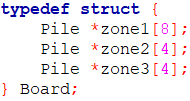 typedef struct {
    Pile *zone1[8];
    Pile *zone2[4];
    Pile *zone3[4];
} Board;